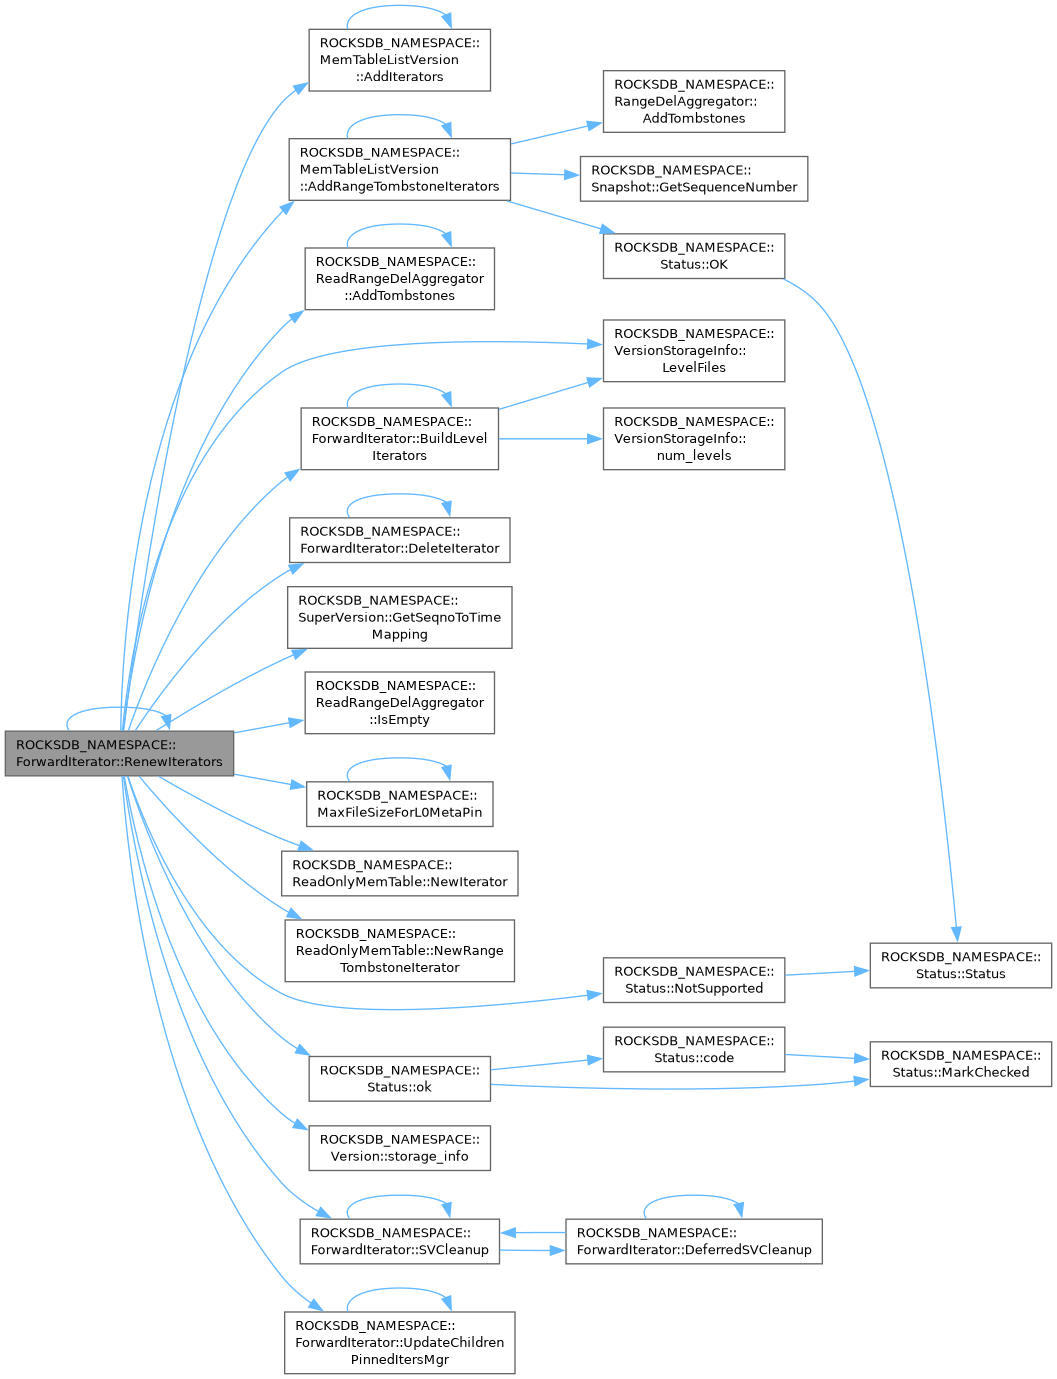 ROCKSDB_NAMESPACE::
MemTableListVersion
::AddIterators
ROCKSDB_NAMESPACE::
RangeDelAggregator::
AddTombstones
ROCKSDB_NAMESPACE::
MemTableListVersion
::AddRangeTombstoneIterators
ROCKSDB_NAMESPACE::
Snapshot::GetSequenceNumber
ROCKSDB_NAMESPACE::
Status::OK
ROCKSDB_NAMESPACE::
ReadRangeDelAggregator
::AddTombstones
ROCKSDB_NAMESPACE::
VersionStorageInfo::
LevelFiles
ROCKSDB_NAMESPACE::
ForwardIterator::BuildLevel
Iterators
ROCKSDB_NAMESPACE::
VersionStorageInfo::
num_levels
ROCKSDB_NAMESPACE::
ForwardIterator::DeleteIterator
ROCKSDB_NAMESPACE::
SuperVersion::GetSeqnoToTime
Mapping
ROCKSDB_NAMESPACE::
ReadRangeDelAggregator
::IsEmpty
ROCKSDB_NAMESPACE::
ForwardIterator::RenewIterators
ROCKSDB_NAMESPACE::
MaxFileSizeForL0MetaPin
ROCKSDB_NAMESPACE::
ReadOnlyMemTable::NewIterator
ROCKSDB_NAMESPACE::
ReadOnlyMemTable::NewRange
TombstoneIterator
ROCKSDB_NAMESPACE::
Status::NotSupported
ROCKSDB_NAMESPACE::
Status::Status
ROCKSDB_NAMESPACE::
Status::ok
ROCKSDB_NAMESPACE::
Status::code
ROCKSDB_NAMESPACE::
Status::MarkChecked
ROCKSDB_NAMESPACE::
Version::storage_info
ROCKSDB_NAMESPACE::
ForwardIterator::SVCleanup
ROCKSDB_NAMESPACE::
ForwardIterator::DeferredSVCleanup
ROCKSDB_NAMESPACE::
ForwardIterator::UpdateChildren
PinnedItersMgr